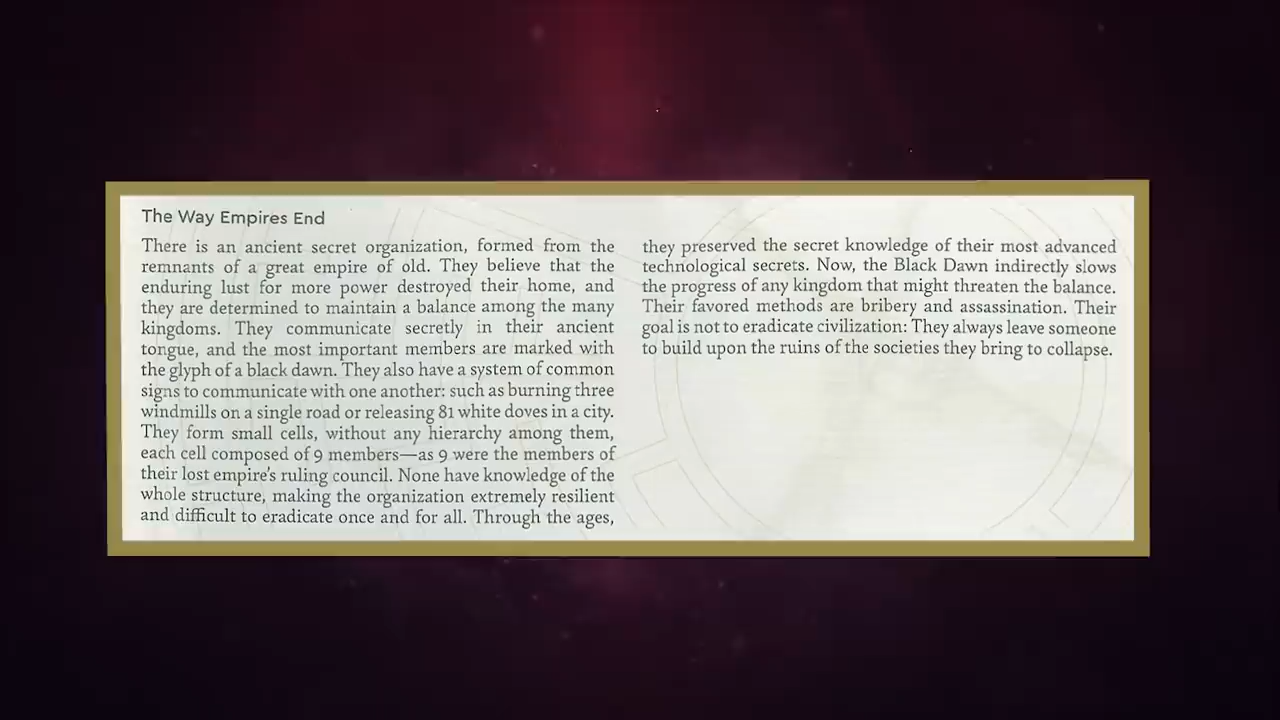 The Way Empires End
There is an ancient secret organization, formed from the
remnants of a great empire of old. They believe that the
enduring lust for more power destroyed their home, and
they are determined to maintain a balance among the many
kingdoms. They communicate secretly in their ancient
tongue, and the most important members are marked with
the glyph of a black dawn. They also have a system of common
signs to communicate with one another: such as burning three
windmills on a single road or releasing 81 white doves in a city.
They form small cells, without any hierarchy among them,
each cell composed of 9 members—as 9 were the members of
their lost empire's ruling council. None have knowledge of the
whole structure, making the organization extremely resilient
and difficult to eradicate once and for all. Through the ages,
they preserved the secret knowledge of their most advanced
technological secrets. Now, the Black Dawn indirectly slows
the progress of any kingdom that might threaten the balance.
Their favored methods are bribery and assassination. Their
goal is not to eradicate civilization: They always leave someone
to build upon the ruins of the societies they bring to collapse.